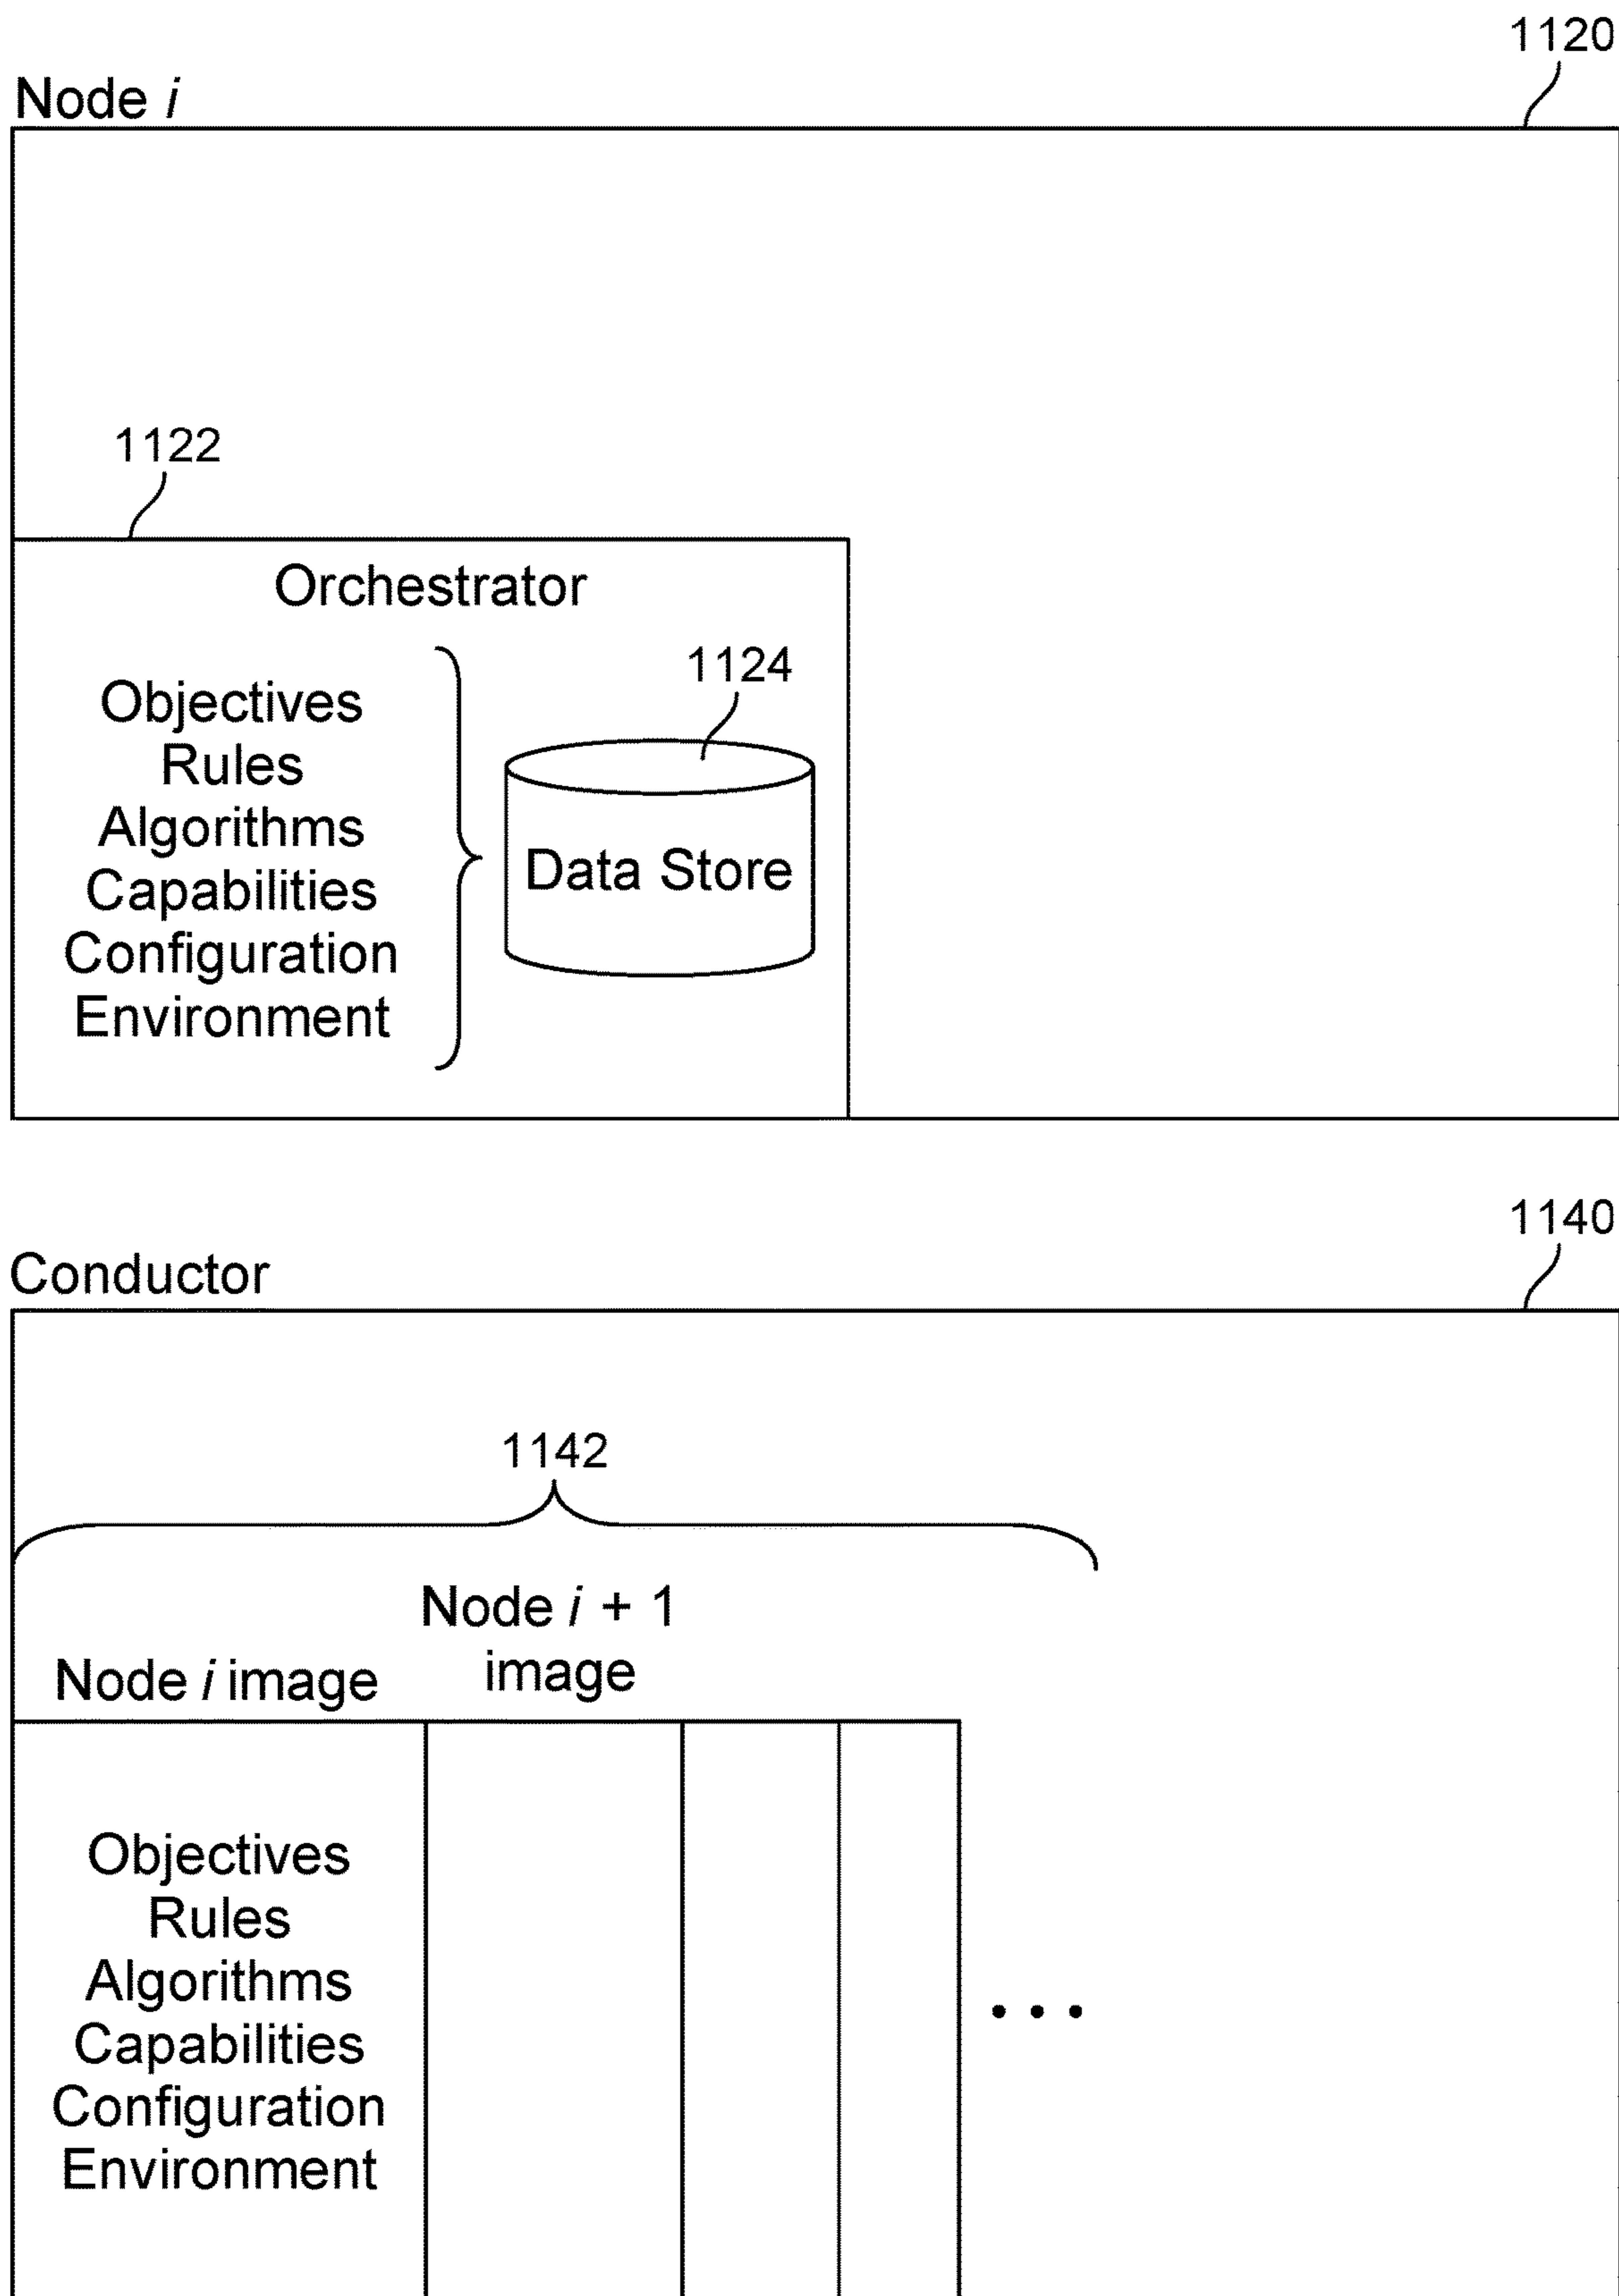 1120
Node i
1122
Orchestrator
1124
Objectives
Rules
Algorithms
Capabilities
Configuration
Environment
Data Store
1140
Conductor
1142
Node i + 1
image
Node i image
Objectives
Rules
Algorithms
Capabilities
Configuration
Environment